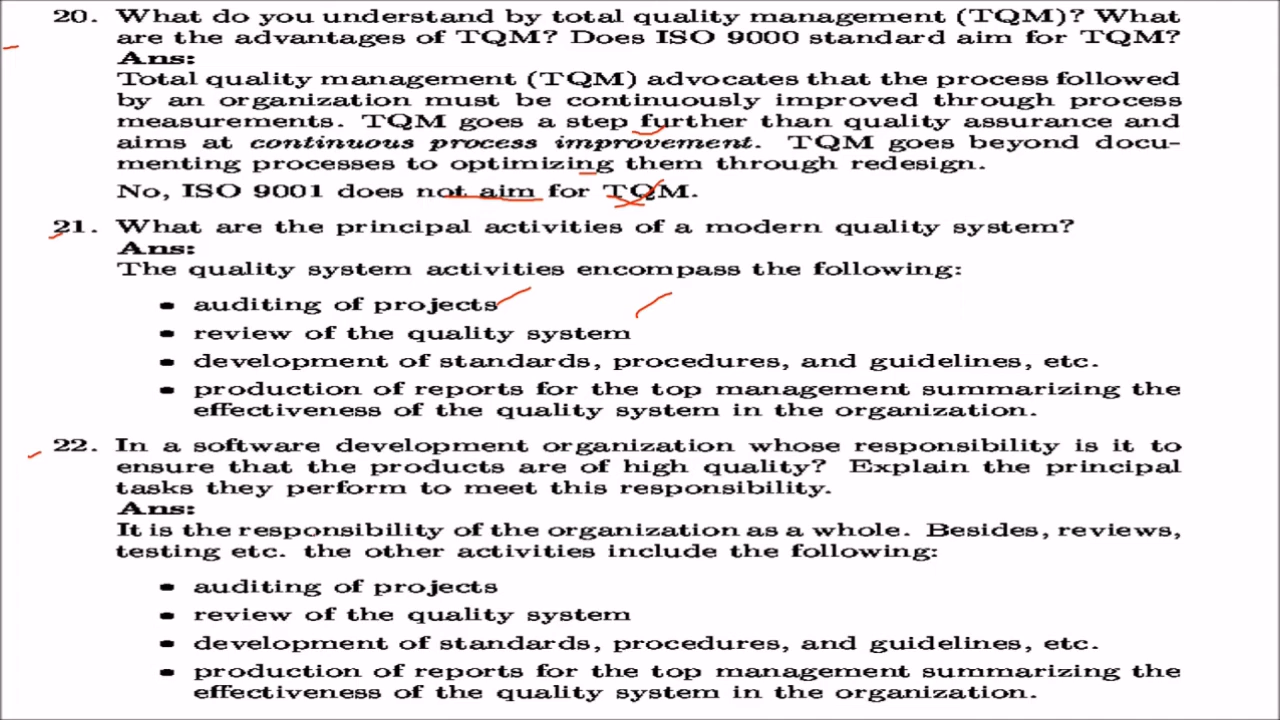 20. What do you understand by total quality management (TQM)? What
are the advantages of TQM? Does ISO 9000 standard aim for TQM?
Ans:
Total quality management (TQM) advocates that the process followed
by an organization must be continuously improved through process
measurements. TQM goes a step further than quality assurance and
aims at continuous process improvement. TQM goes beyond docu-
menting processes to optimizing them through redesign.
No, ISO 9001 does not aim for TQM.
21. What are the principal activities of a modern quality system?
Ans:
The quality system activities encompass the following:
• auditing of projects
• review of the quality system
• development of standards, procedures, and guidelines, etc.
• production of reports for the top management summarizing the
effectiveness of the quality system in the organization.
22. In a software development organization whose responsibility is it to
ensure that the products are of high quality? Explain the principal
tasks they perform to meet this responsibility.
Ans:
It is the responsibility of the organization as a whole. Besides, reviews,
testing etc. the other activities include the following:
• auditing of projects
• review of the quality system
• development of standards, procedures, and guidelines, etc.
• production of reports for the top management summarizing the
effectiveness of the quality system in the organization.